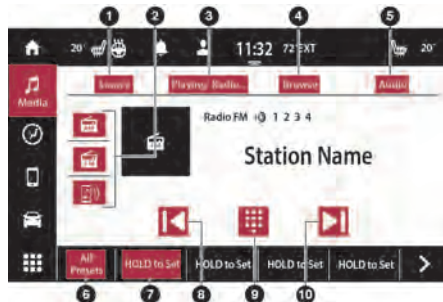 1 2 3 4 5
20° 11:32 72°EXT 20°
Source Playing: Radio... Browse Audio
Media
Radio FM 1 2 3 4
AM
FM
Station Name
All Presets HOLD to Set HOLD to Set HOLD to Set HOLD to Set
6 7 8 9 10